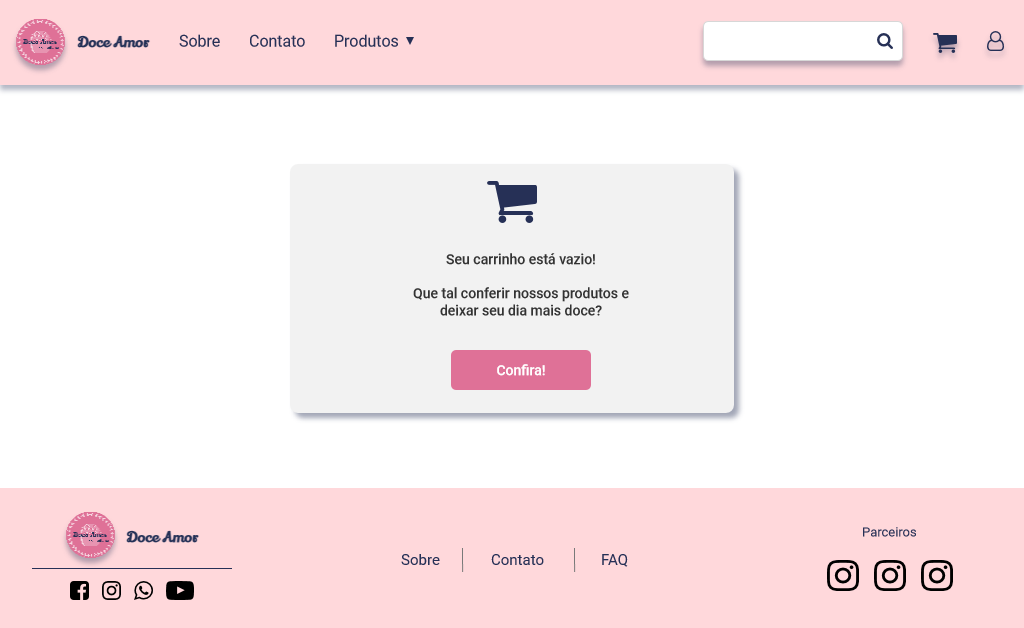 Doce Amor
Doce Amor
Sobre
Contato
Produtos ▼
Seu carrinho está vazio!
Que tal conferir nossos produtos e
deixar seu dia mais doce?
Confira!
Doce Amor
Doce Amor
Sobre
Contato
FAQ
Parceiros